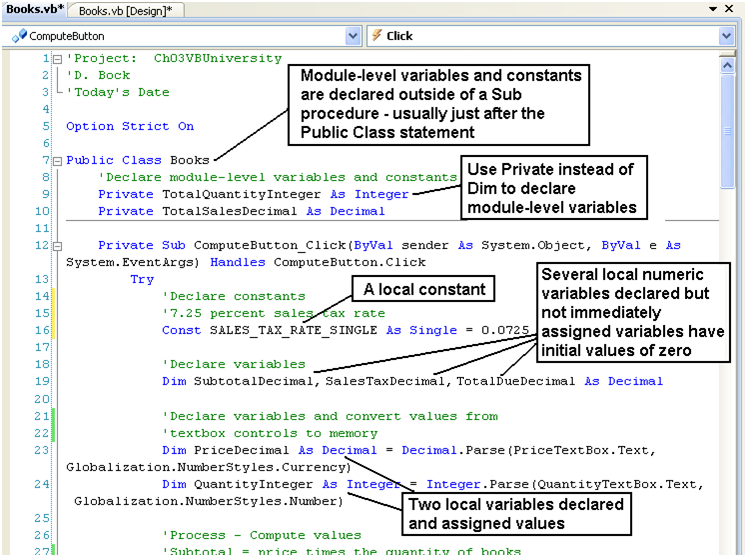 Books.vb* Books.vb [Design]*
ComputeButton Click
1 'Project: Ch03VBUniversity
2 'D. Bock
3 'Today's Date
4
5 Option Strict On
6
7 Public Class Books
8 'Declare module-level variables and constants
9 Private TotalQuantityInteger As Integer
10 Private TotalSalesDecimal As Decimal
11
12 Private Sub ComputeButton_Click(ByVal sender As System.Object, ByVal e As
System.EventArgs) Handles ComputeButton.Click
13 Try
14 'Declare constants
15 '7.25 percent sales tax rate
16 Const SALES_TAX_RATE_SINGLE As Single = 0.0725
17
18 'Declare variables
19 Dim SubtotalDecimal, SalesTaxDecimal, TotalDueDecimal As Decimal
20
21 'Declare variables and convert values from
22 'textbox controls to memory
23 Dim PriceDecimal As Decimal = Decimal.Parse(PriceTextBox.Text,
Globalization.NumberStyles.Currency)
24 Dim QuantityInteger As Integer = Integer.Parse(QuantityTextBox.Text,
Globalization.NumberStyles.Number)
25
26 'Process - Compute values
27 'Subtotal = price times the quantity of books
Module-level variables and constants
are declared outside of a Sub
procedure - usually just after the
Public Class statement
Use Private instead of
Dim to declare
module-level variables
A local constant
Several local numeric
variables declared but
not immediately
assigned variables have
initial values of zero
Two local variables declared
and assigned values